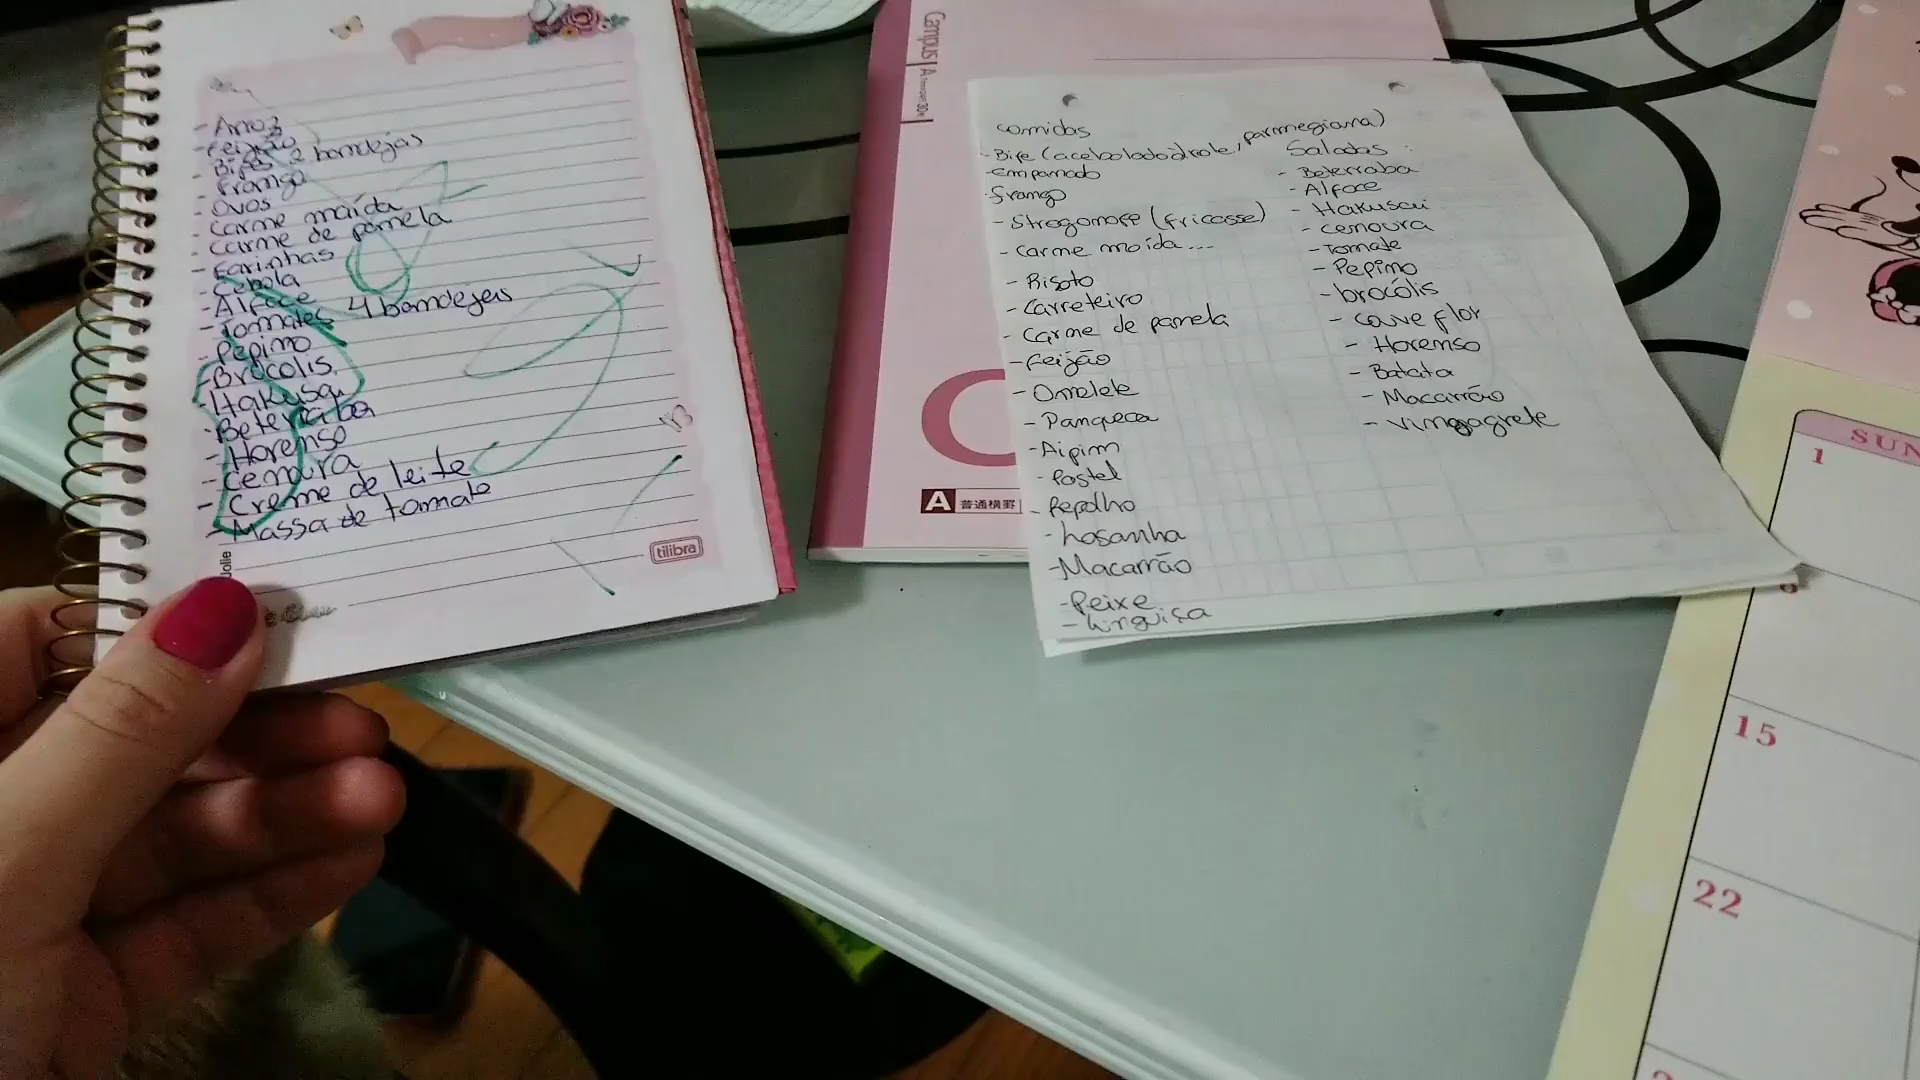 - Arroz
- Feijão
- Bifes 2 bandejas
- Frango
- Ovos
- Carne moída
- Carne de panela
- Farinhas
- Cebola
- Alface
- Tomates 4 bandejas
- Pepino
- Brócolis
- Hakusai
- Beterraba
- Horenso
- Cenoura
- Creme de leite
- Massa de tomate
Jolie
tilibra
Campus
A
普通横罫
comidas
- Bife (acebolado, à role, parmegiana)
- empanado
- frango
- Strogonoff (fricasse)
- carne moída...
- Risoto
- Carreteiro
- Carne de panela
- Feijão
- Omelete
- Panqueca
- Aipim
- Pastel
- Repolho
- Lasanha
- Macarrão
- Peixe
- Linguiça
Saladas:
- Beterraba
- Alface
- Hakusai
- cenoura
- Tomate
- Pepino
- brocólis
- couve flor
- Horenso
- Batata
- Macarrão
- vinagrete
SUN
1
15
22